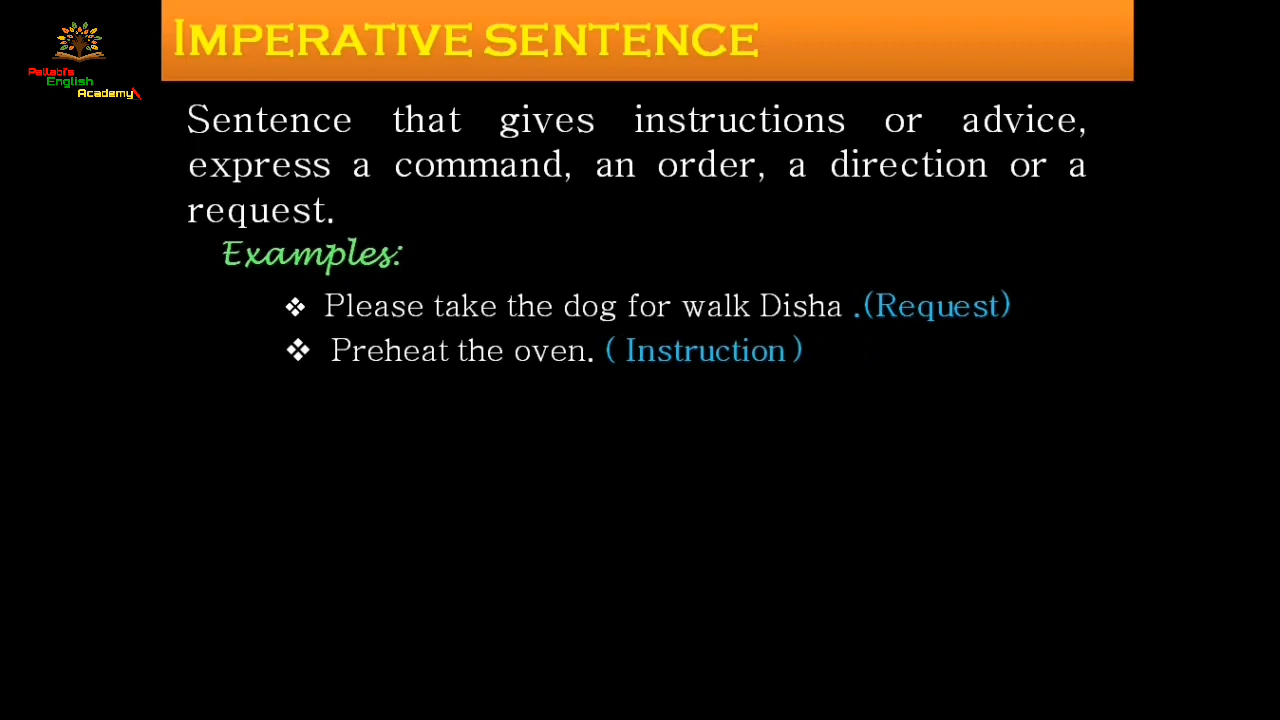 IMPERATIVE SENTENCE
Pallabi's
English
Academy
Sentence that gives instructions or advice,
express a command, an order, a direction or a
request.
Examples:
❖ Please take the dog for walk Disha .(Request)
❖ Preheat the oven. ( Instruction )